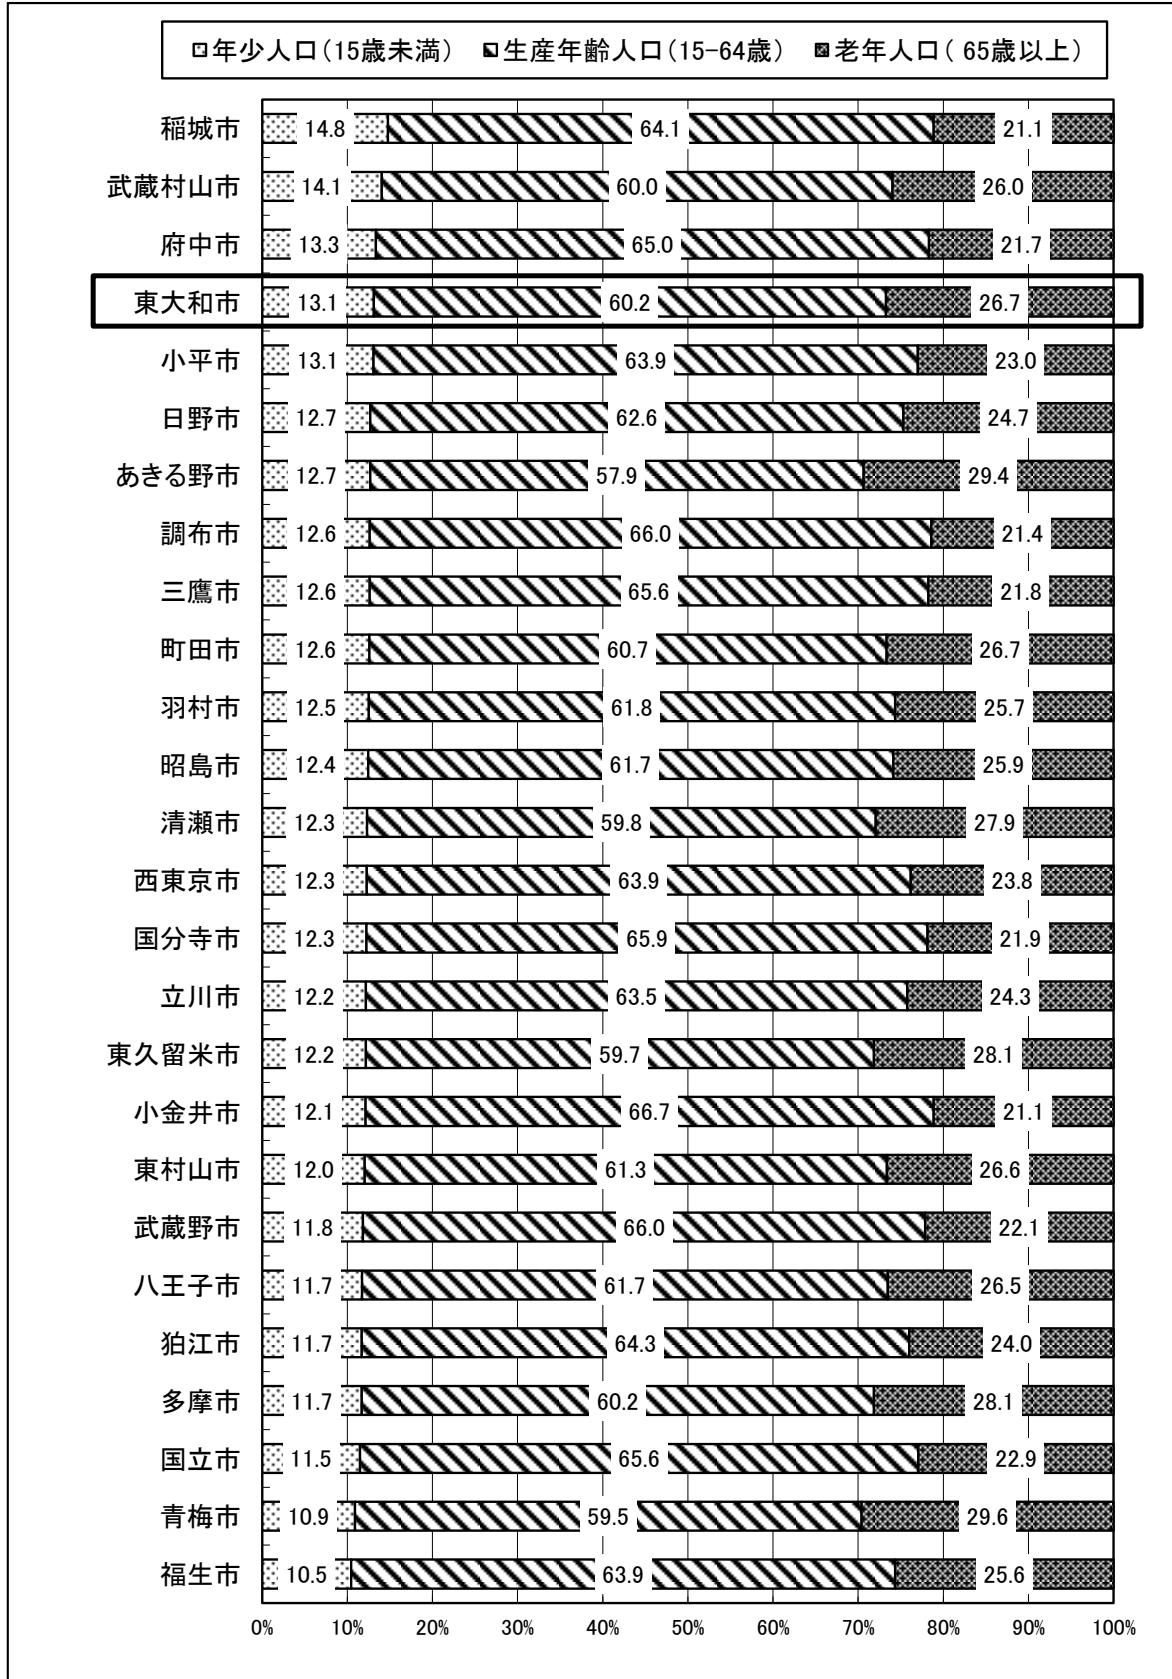 年少人口(15歳未満) 生産年齢人口(15-64歳) 老年人口( 65歳以上)
稲城市 14.8 64.1 21.1
武蔵村山市 14.1 60.0 26.0
府中市 13.3 65.0 21.7
東大和市 13.1 60.2 26.7
小平市 13.1 63.9 23.0
日野市 12.7 62.6 24.7
あきる野市 12.7 57.9 29.4
調布市 12.6 66.0 21.4
三鷹市 12.6 65.6 21.8
町田市 12.6 60.7 26.7
羽村市 12.5 61.8 25.7
昭島市 12.4 61.7 25.9
清瀬市 12.3 59.8 27.9
西東京市 12.3 63.9 23.8
国分寺市 12.3 65.9 21.9
立川市 12.2 63.5 24.3
東久留米市 12.2 59.7 28.1
小金井市 12.1 66.7 21.1
東村山市 12.0 61.3 26.6
武蔵野市 11.8 66.0 22.1
八王子市 11.7 61.7 26.5
狛江市 11.7 64.3 24.0
多摩市 11.7 60.2 28.1
国立市 11.5 65.6 22.9
青梅市 10.9 59.5 29.6
福生市 10.5 63.9 25.6
0% 10% 20% 30% 40% 50% 60% 70% 80% 90% 100%